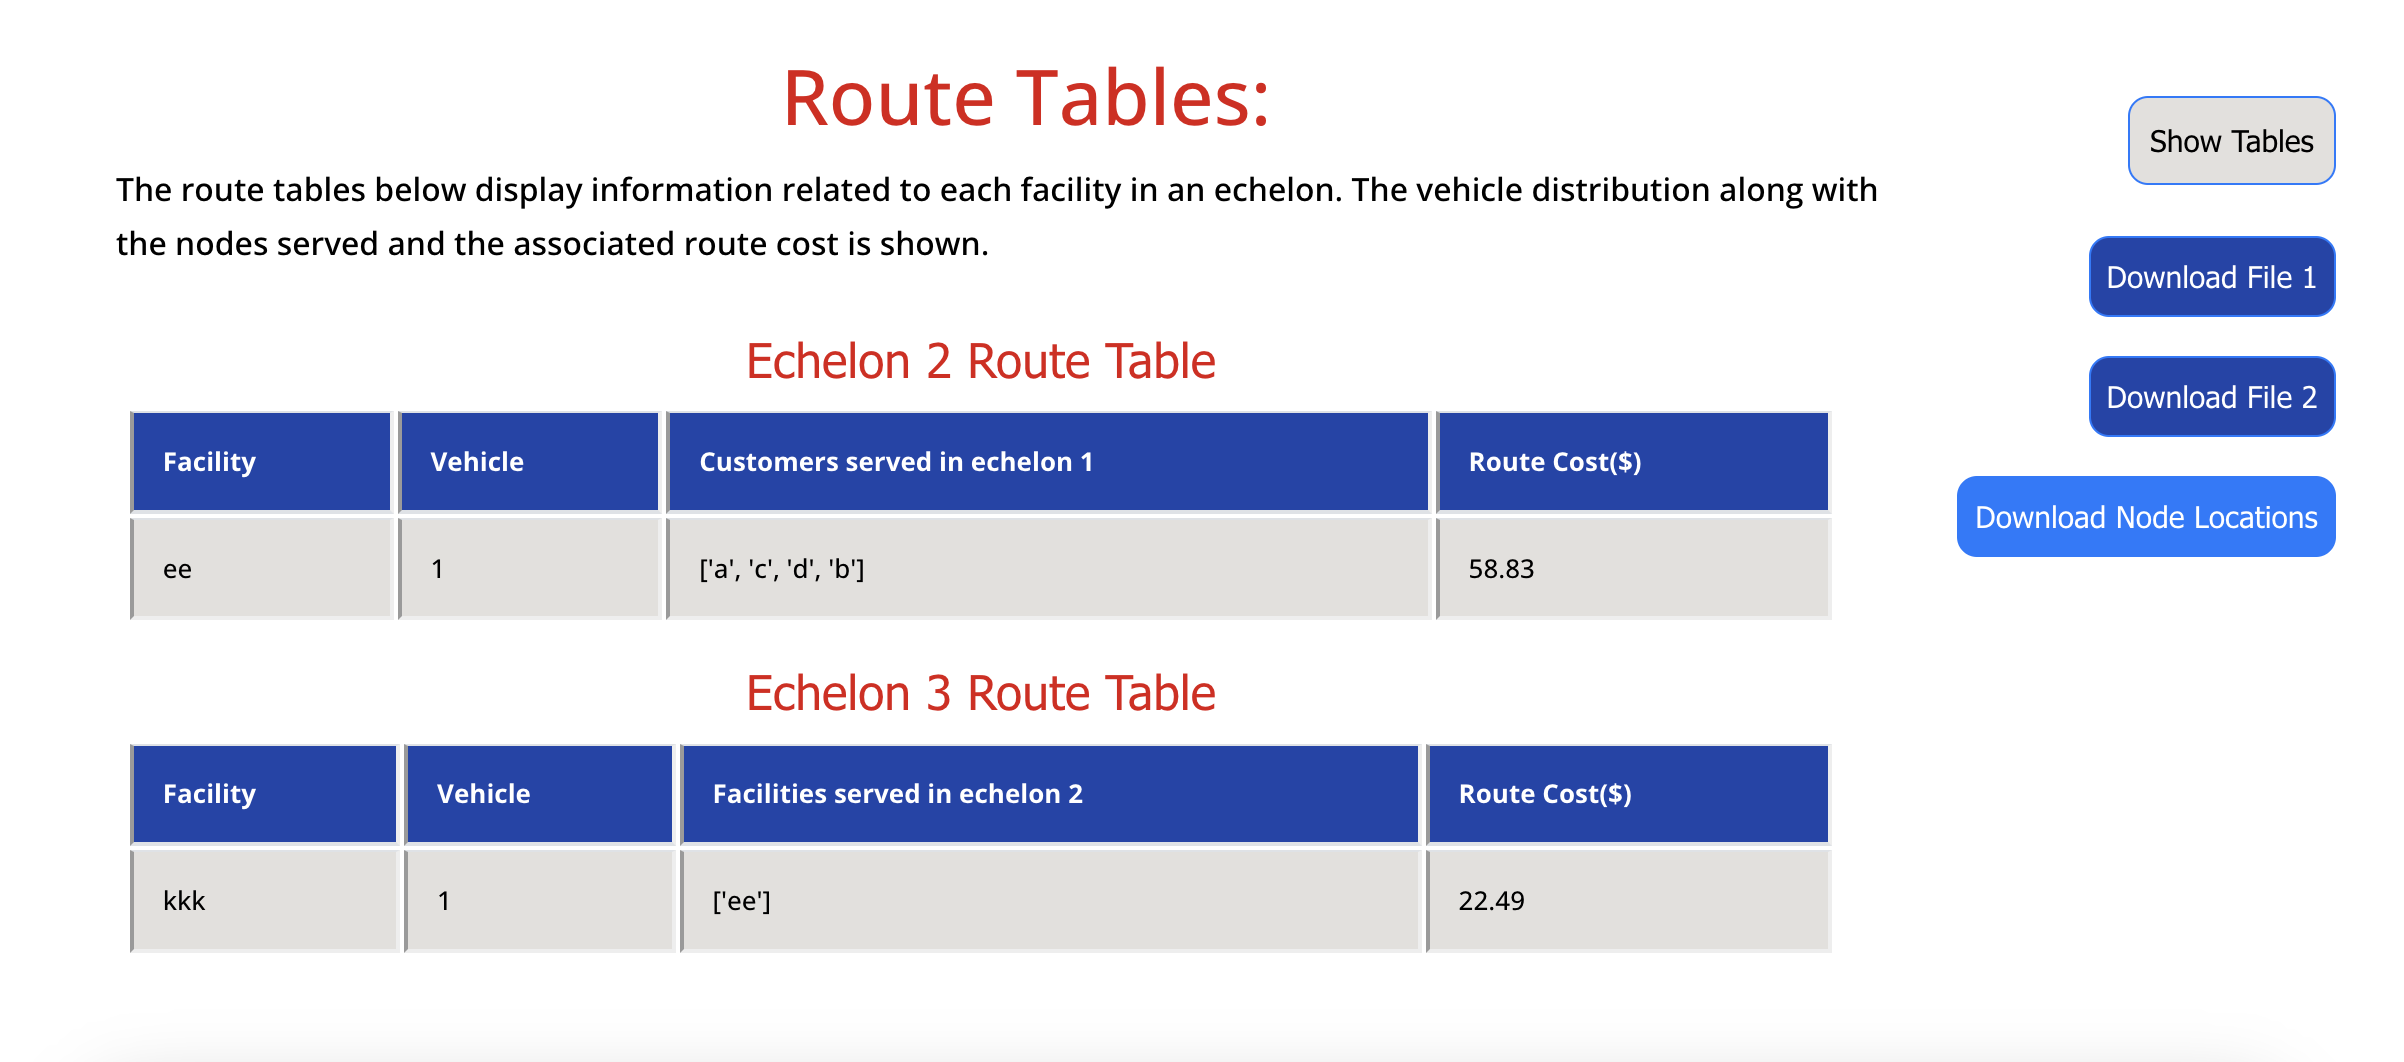 Route Tables:
The route tables below display information related to each facility in an echelon. The vehicle distribution along with
the nodes served and the associated route cost is shown.
Echelon 2 Route Table
Facility Vehicle Customers served in echelon 1 Route Cost($)
ee 1 ['a', 'c', 'd', 'b'] 58.83
Echelon 3 Route Table
Facility Vehicle Facilities served in echelon 2 Route Cost($)
kkk 1 ['ee'] 22.49
Show Tables
Download File 1
Download File 2
Download Node Locations